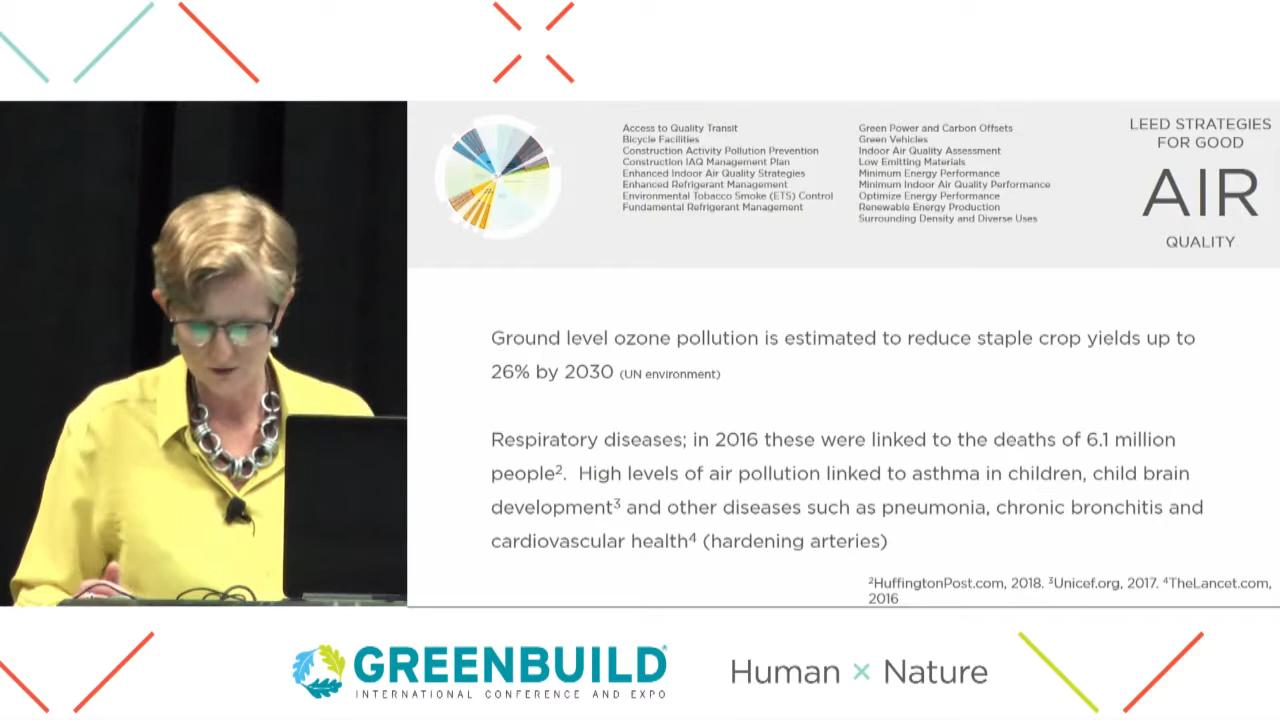 Access to Quality Transit
Bicycle Facilities
Construction Activity Pollution Prevention
Construction IAQ Management Plan
Enhanced Indoor Air Quality Strategies
Enhanced Refrigerant Management
Environmental Tobacco Smoke (ETS) Control
Fundamental Refrigerant Management
Green Power and Carbon Offsets
Green Vehicles
Indoor Air Quality Assessment
Low Emitting Materials
Minimum Energy Performance
Minimum Indoor Air Quality Performance
Optimize Energy Performance
Renewable Energy Production
Surrounding Density and Diverse Uses
LEED STRATEGIES
FOR GOOD
AIR
QUALITY
Ground level ozone pollution is estimated to reduce staple crop yields up to
26% by 2030 (UN environment)
Respiratory diseases; in 2016 these were linked to the deaths of 6.1 million
people². High levels of air pollution linked to asthma in children, child brain
development³ and other diseases such as pneumonia, chronic bronchitis and
cardiovascular health⁴ (hardening arteries)
²HuffingtonPost.com, 2018. ³Unicef.org, 2017. ⁴TheLancet.com,
2016
GREENBUILD®
INTERNATIONAL CONFERENCE AND EXPO
Human × Nature